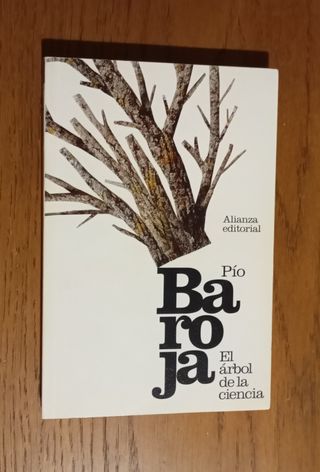 Alianza
editorial
Pío
Ba
ro
ja
El
árbol
de la
ciencia